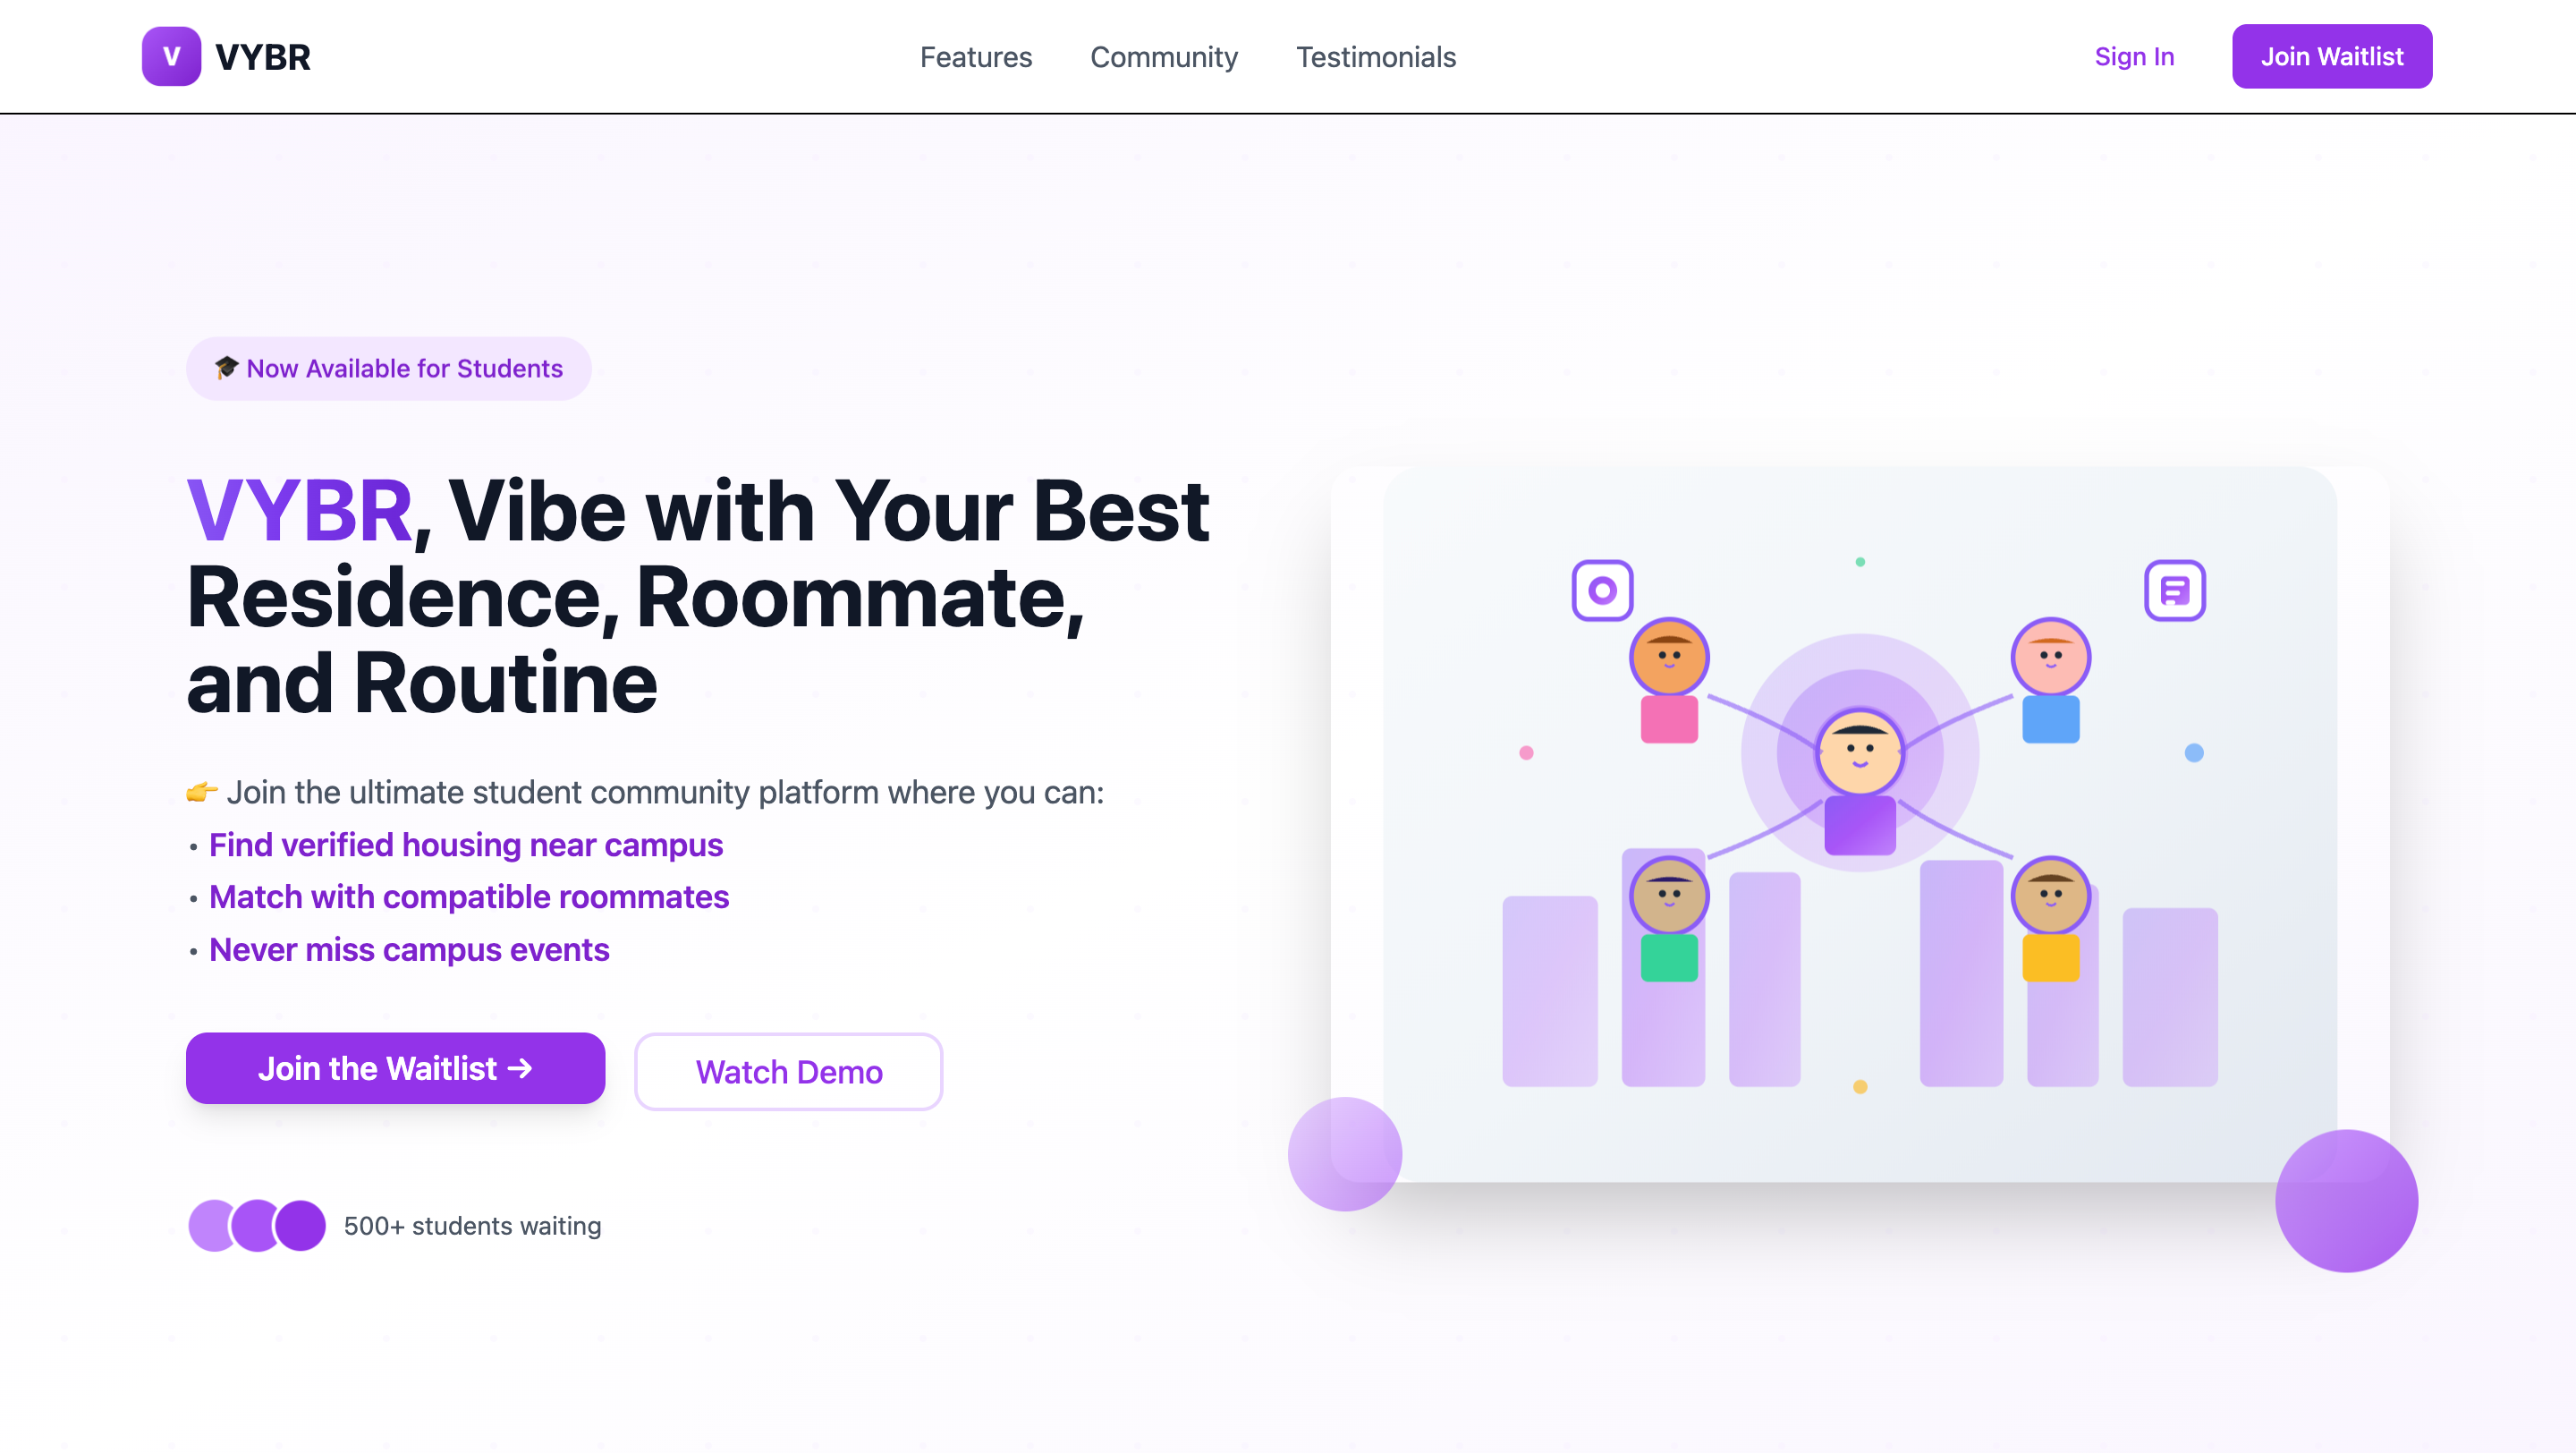 V VYBR
Features Community Testimonials
Sign In Join Waitlist
🎓 Now Available for Students
VYBR, Vibe with Your Best
Residence, Roommate,
and Routine
👉 Join the ultimate student community platform where you can:
• Find verified housing near campus
• Match with compatible roommates
• Never miss campus events
Join the Waitlist →
Watch Demo
500+ students waiting